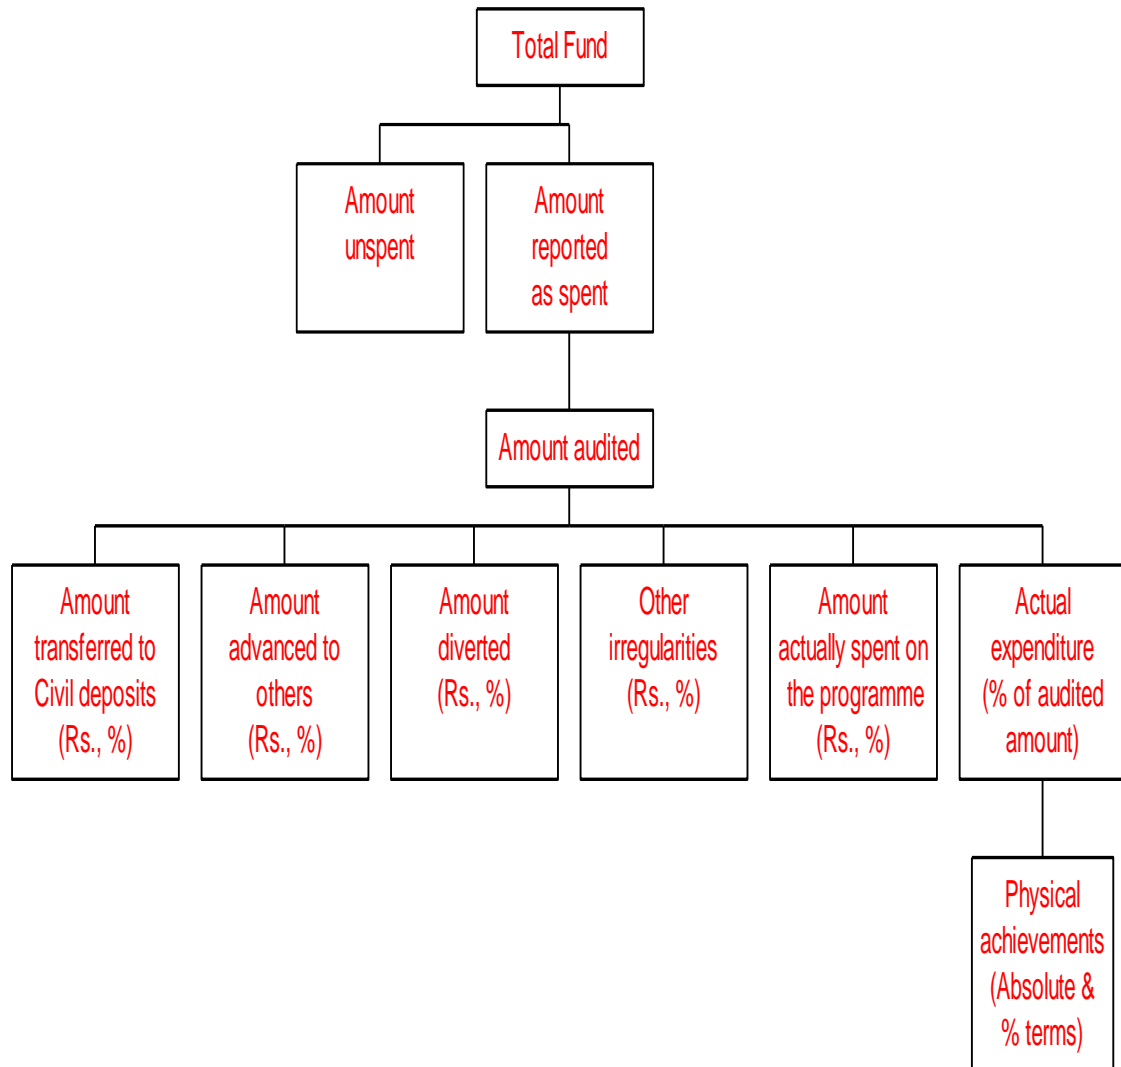 Total Fund
Amount
unspent
Amount
reported
as spent
Amount audited
Amount
transferred to
Civil deposits
(Rs., %)
Amount
advanced to
others
(Rs., %)
Amount
diverted
(Rs., %)
Other
irregularities
(Rs., %)
Amount
actually spent on
the programme
(Rs., %)
Actual
expenditure
(% of audited
amount)
Physical
achievements
(Absolute &
% terms)